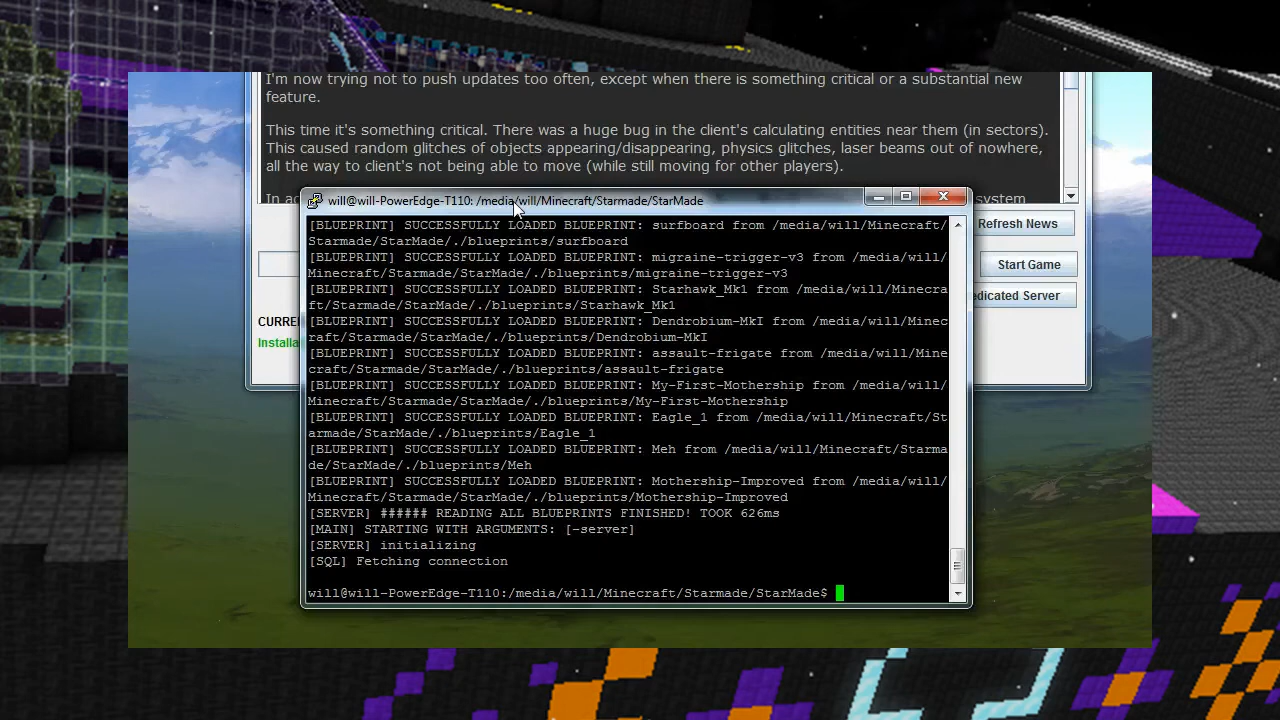 I'm now trying not to push updates too often, except when there is something critical or a substantial new
feature.
This time it's something critical. There was a huge bug in the client's calculating entities near them (in sectors).
This caused random glitches of objects appearing/disappearing, physics glitches, laser beams out of nowhere,
all the way to client's not being able to move (while still moving for other players).
will@will-PowerEdge-T110: /media/will/Minecraft/Starmade/StarMade
[BLUEPRINT] SUCCESSFULLY LOADED BLUEPRINT: surfboard from /media/will/Minecraft/
Starmade/StarMade/./blueprints/surfboard
[BLUEPRINT] SUCCESSFULLY LOADED BLUEPRINT: migraine-trigger-v3 from /media/will/
Minecraft/Starmade/StarMade/./blueprints/migraine-trigger-v3
[BLUEPRINT] SUCCESSFULLY LOADED BLUEPRINT: Starhawk_Mk1 from /media/will/Minecra
ft/Starmade/StarMade/./blueprints/Starhawk_Mk1
[BLUEPRINT] SUCCESSFULLY LOADED BLUEPRINT: Dendrobium-MkI from /media/will/Minec
raft/Starmade/StarMade/./blueprints/Dendrobium-MkI
[BLUEPRINT] SUCCESSFULLY LOADED BLUEPRINT: assault-frigate from /media/will/Mine
craft/Starmade/StarMade/./blueprints/assault-frigate
[BLUEPRINT] SUCCESSFULLY LOADED BLUEPRINT: My-First-Mothership from /media/will/
Minecraft/Starmade/StarMade/./blueprints/My-First-Mothership
[BLUEPRINT] SUCCESSFULLY LOADED BLUEPRINT: Eagle_1 from /media/will/Minecraft/St
armade/StarMade/./blueprints/Eagle_1
[BLUEPRINT] SUCCESSFULLY LOADED BLUEPRINT: Meh from /media/will/Minecraft/Starma
de/StarMade/./blueprints/Meh
[BLUEPRINT] SUCCESSFULLY LOADED BLUEPRINT: Mothership-Improved from /media/will/
Minecraft/Starmade/StarMade/./blueprints/Mothership-Improved
[SERVER] ###### READING ALL BLUEPRINTS FINISHED! TOOK 626ms
[MAIN] STARTING WITH ARGUMENTS: [-server]
[SERVER] initializing
[SQL] Fetching connection
will@will-PowerEdge-T110:/media/will/Minecraft/Starmade/StarMade$
Refresh News
Start Game
edicated Server
CURRE
Installa